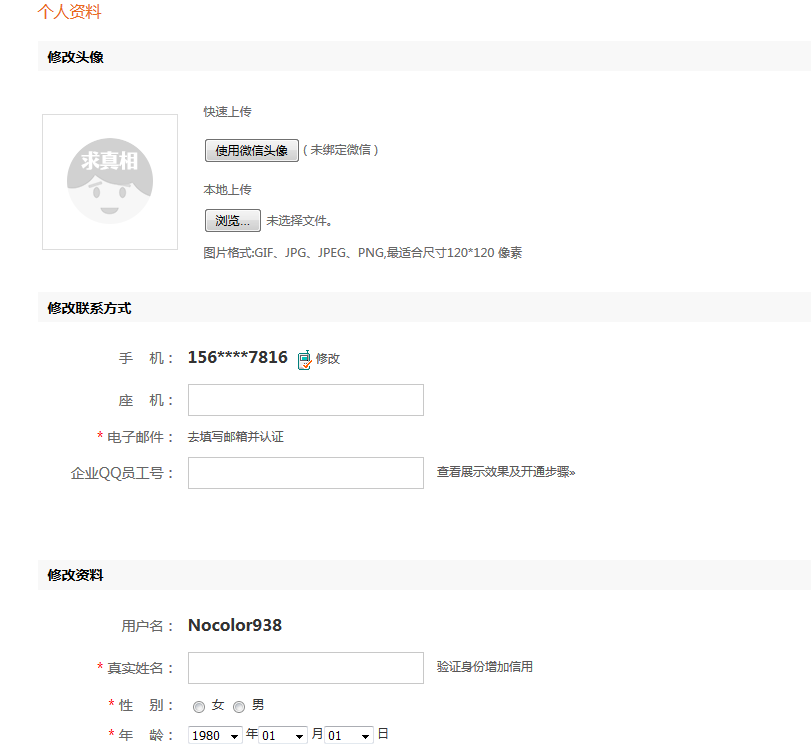 个人资料
修改头像
求真相
快速上传
使用微信头像 ( 未绑定微信 )
本地上传
浏览... 未选择文件。
图片格式:GIF、JPG、JPEG、PNG,最适合尺寸120*120 像素
修改联系方式
手 机： 156****7816 修改
座 机：
* 电子邮件： 去填写邮箱并认证
企业QQ员工号： 查看展示效果及开通步骤»
修改资料
用户名： Nocolor938
* 真实姓名： 验证身份增加信用
* 性 别： 女 男
* 年 龄： 1980 年 01 月 01 日